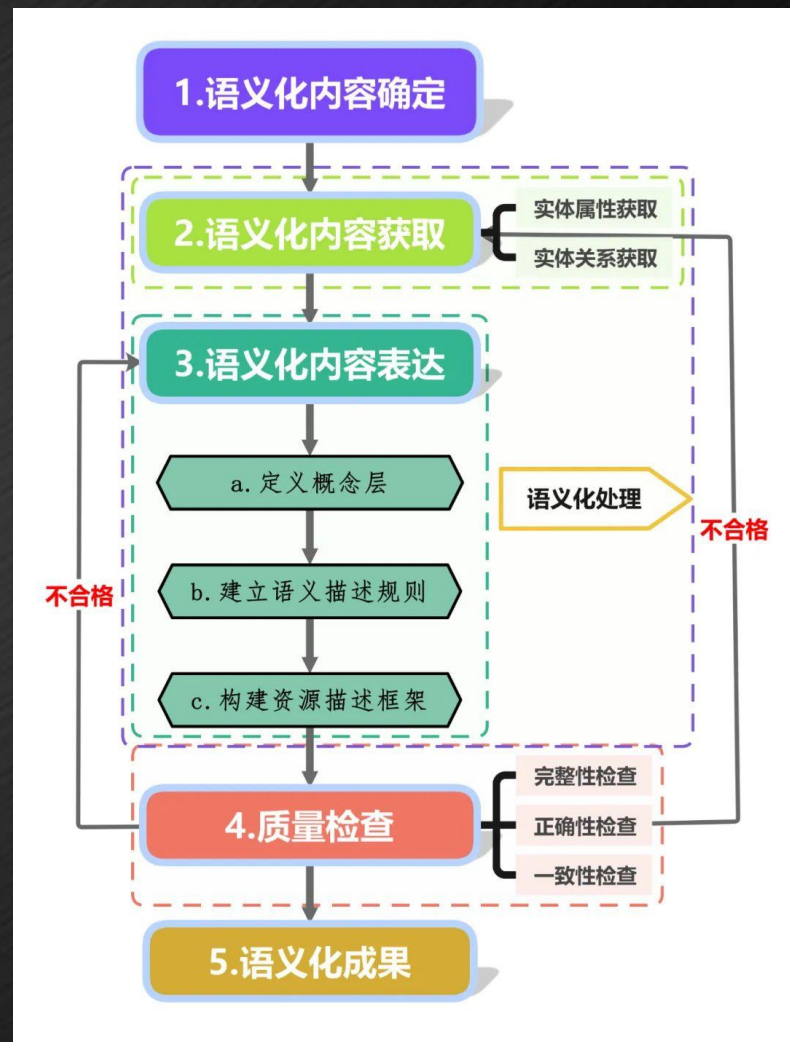 1.语义化内容确定
2.语义化内容获取
实体属性获取
实体关系获取
3.语义化内容表达
a.定义概念层
语义化处理
不合格
b.建立语义描述规则
不合格
c.构建资源描述框架
4.质量检查
完整性检查
正确性检查
一致性检查
5.语义化成果